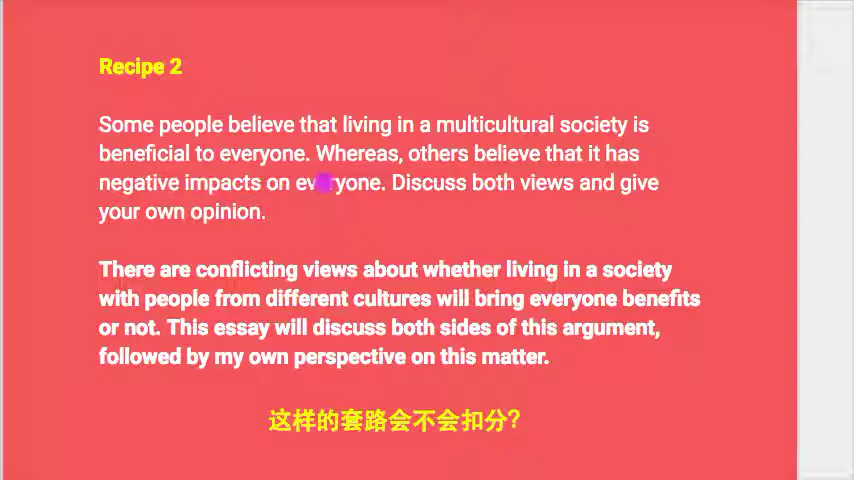 Recipe 2
Some people believe that living in a multicultural society is
beneficial to everyone. Whereas, others believe that it has
negative impacts on everyone. Discuss both views and give
your own opinion.
There are conflicting views about whether living in a society
with people from different cultures will bring everyone benefits
or not. This essay will discuss both sides of this argument,
followed by my own perspective on this matter.
这样的套路会不会扣分?